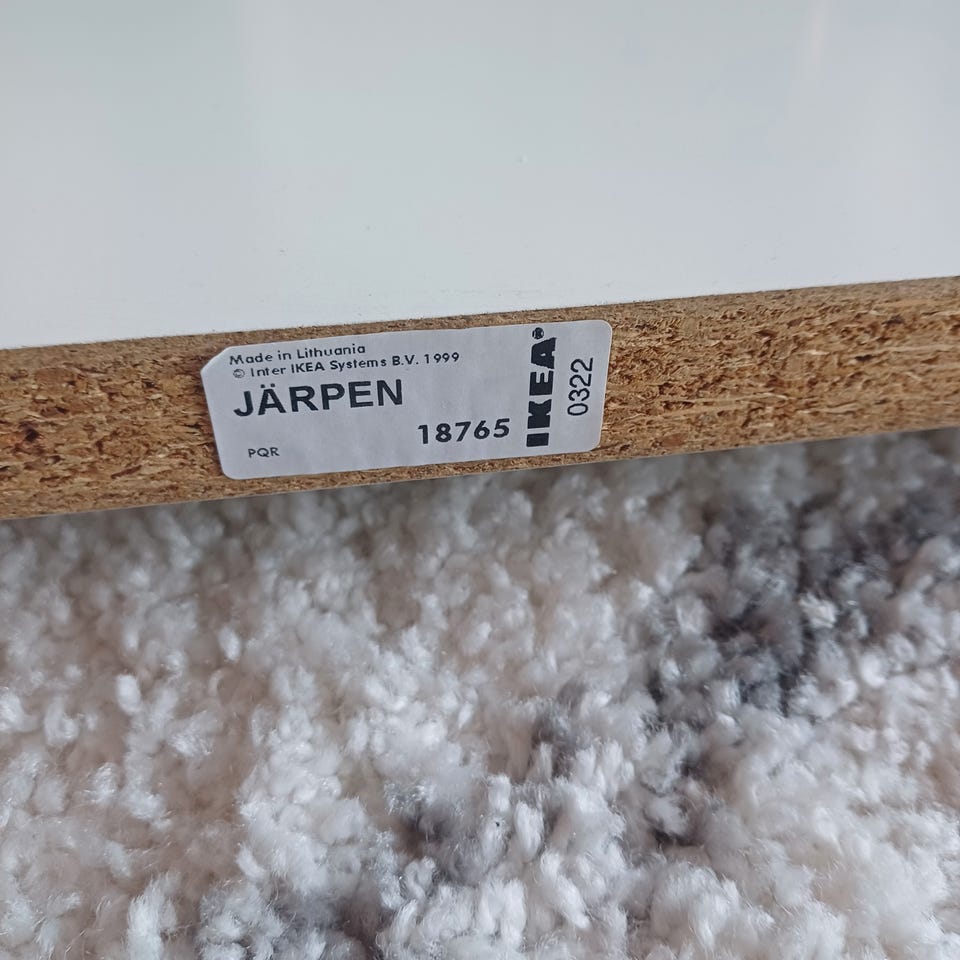 Made in Lithuania
© Inter IKEA Systems B.V. 1999
JÄRPEN
PQR
18765
IKEA®
0322